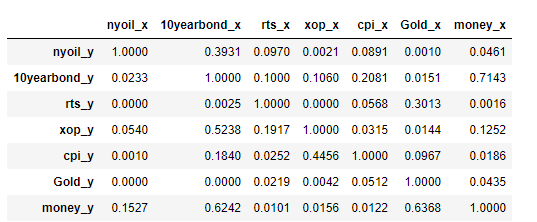 nyoil_x 10yearbond_x rts_x xop_x cpi_x Gold_x money_x
nyoil_y 1.0000 0.3931 0.0970 0.0021 0.0891 0.0010 0.0461
10yearbond_y 0.0233 1.0000 0.1000 0.1060 0.2081 0.0151 0.7143
rts_y 0.0000 0.0025 1.0000 0.0000 0.0568 0.3013 0.0016
xop_y 0.0540 0.5238 0.1917 1.0000 0.0315 0.0144 0.1252
cpi_y 0.0010 0.1840 0.0252 0.4456 1.0000 0.0967 0.0186
Gold_y 0.0000 0.0000 0.0219 0.0042 0.0512 1.0000 0.0435
money_y 0.1527 0.6242 0.0101 0.0156 0.0122 0.6368 1.0000